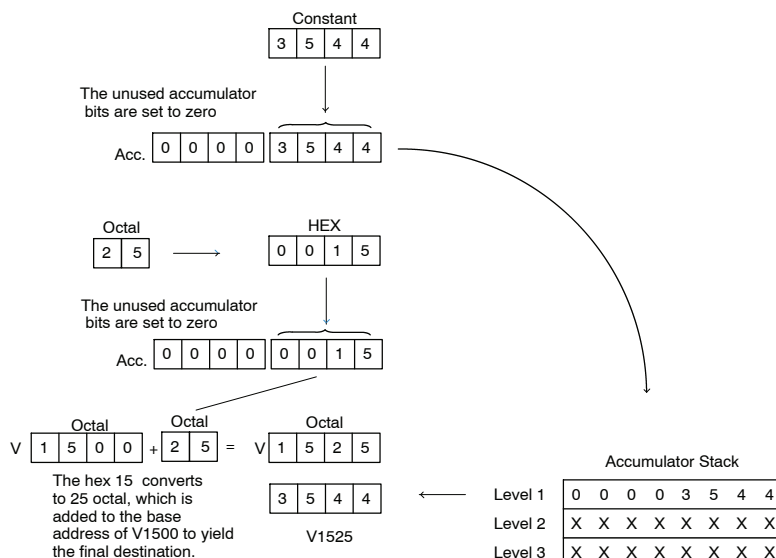 Constant
3 5 4 4
The unused accumulator
bits are set to zero
Acc. 0 0 0 0 3 5 4 4
Octal
2 5
HEX
0 0 1 5
The unused accumulator
bits are set to zero
Acc. 0 0 0 0 0 0 1 5
Octal Octal Octal
V 1 5 0 0 + 2 5 = V 1 5 2 5
The hex 15 converts
to 25 octal, which is
added to the base
address of V1500 to yield
the final destination.
3 5 4 4
V1525
Accumulator Stack
Level 1 0 0 0 0 3 5 4 4
Level 2 X X X X X X X X
Level 3 X X X X X X X X